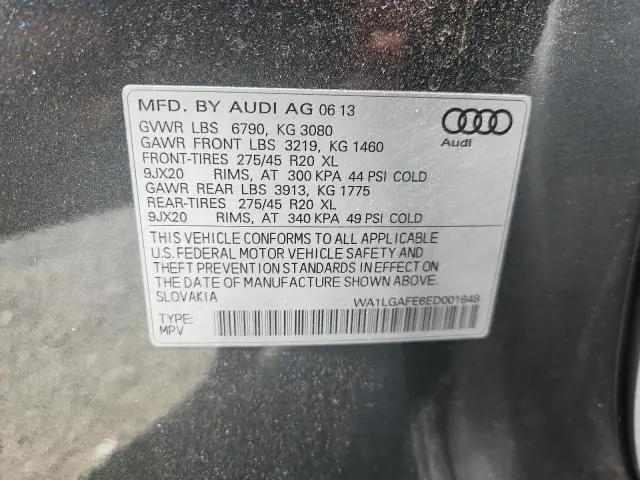 MFD. BY AUDI AG 06 13
GVWR LBS 6790, KG 3080
GAWR FRONT LBS 3219, KG 1460
FRONT-TIRES 275/45 R20 XL
9JX20 RIMS, AT 300 KPA 44 PSI COLD
GAWR REAR LBS 3913, KG 1775
REAR-TIRES 275/45 R20 XL
9JX20 RIMS, AT 340 KPA 49 PSI COLD
Audi
THIS VEHICLE CONFORMS TO ALL APPLICABLE
U.S. FEDERAL MOTOR VEHICLE SAFETY AND
THEFT PREVENTION STANDARDS IN EFFECT ON
THE DATE OF MANUFACTURE SHOWN ABOVE.
SLOVAKIA
WA1LGAFE6ED001648
TYPE:
MPV